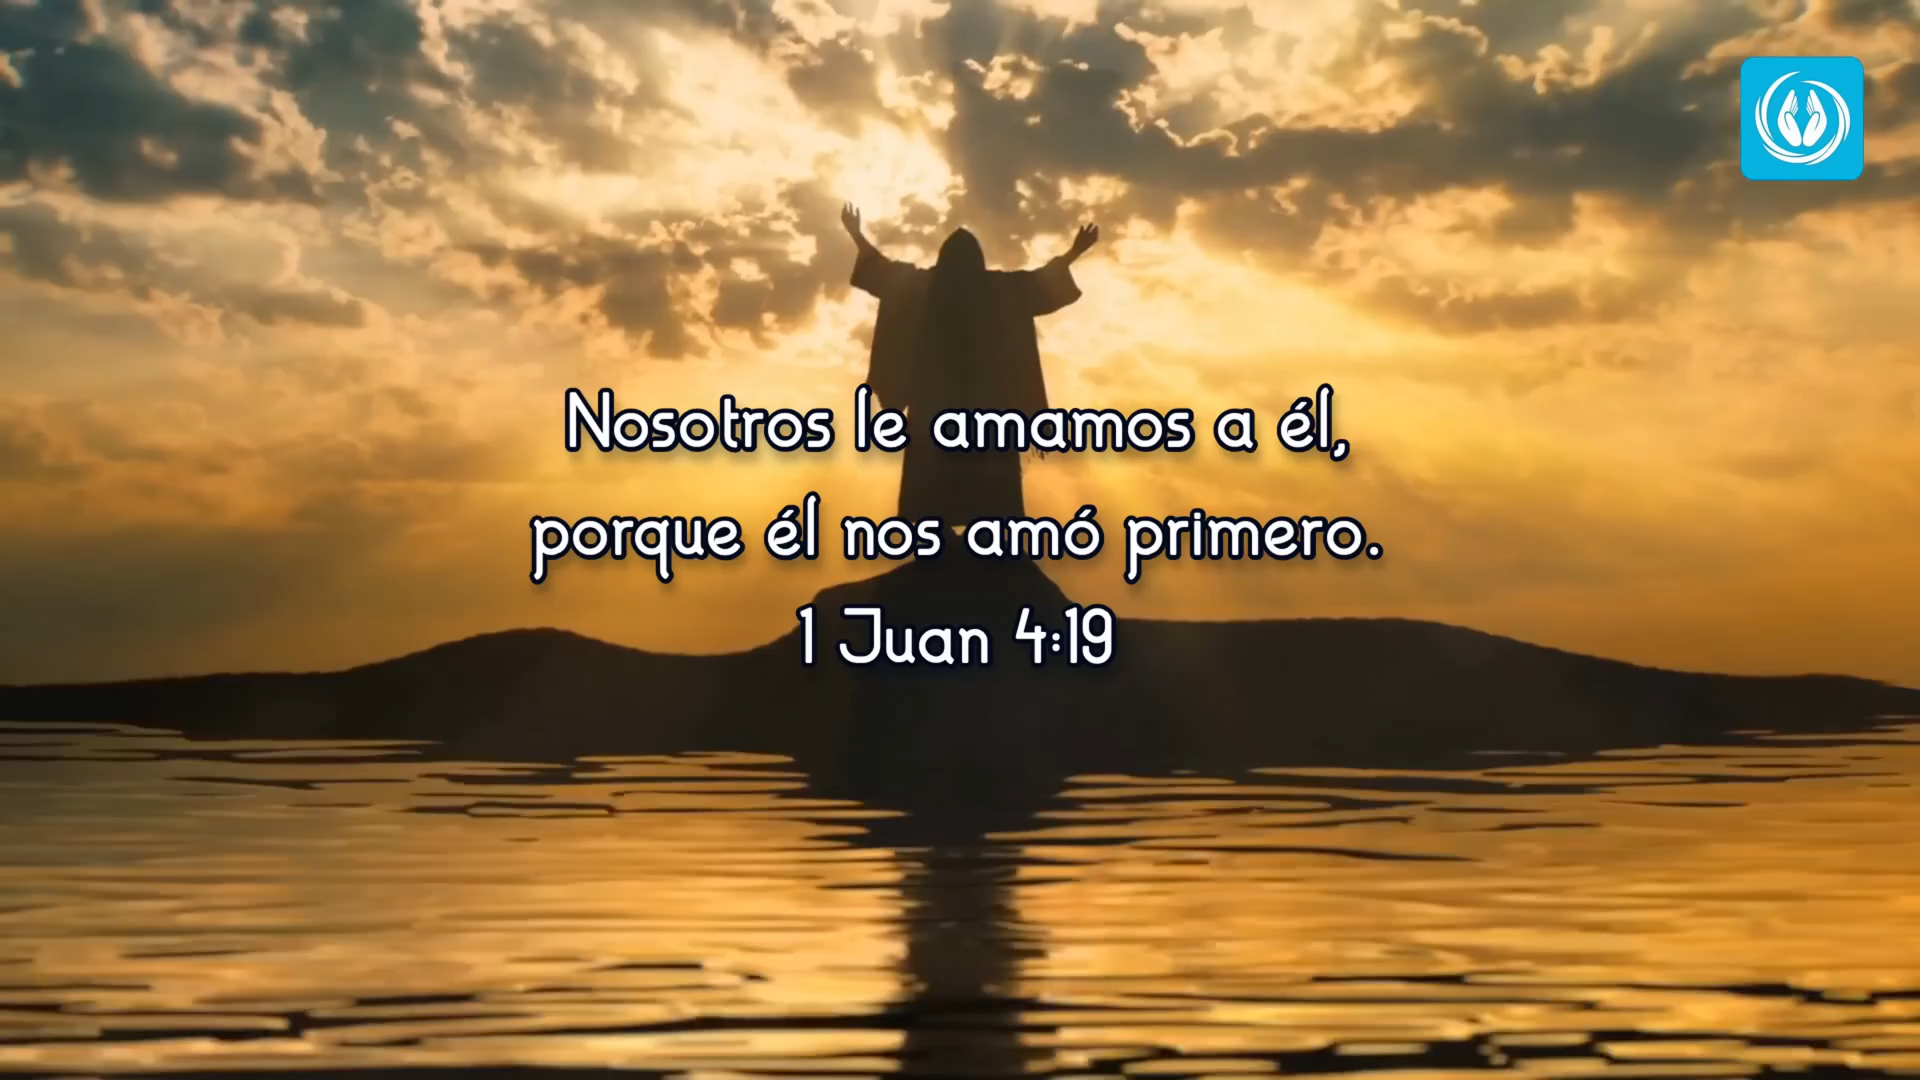 Nosotros le amamos a él,
porque él nos amó primero.
1 Juan 4:19